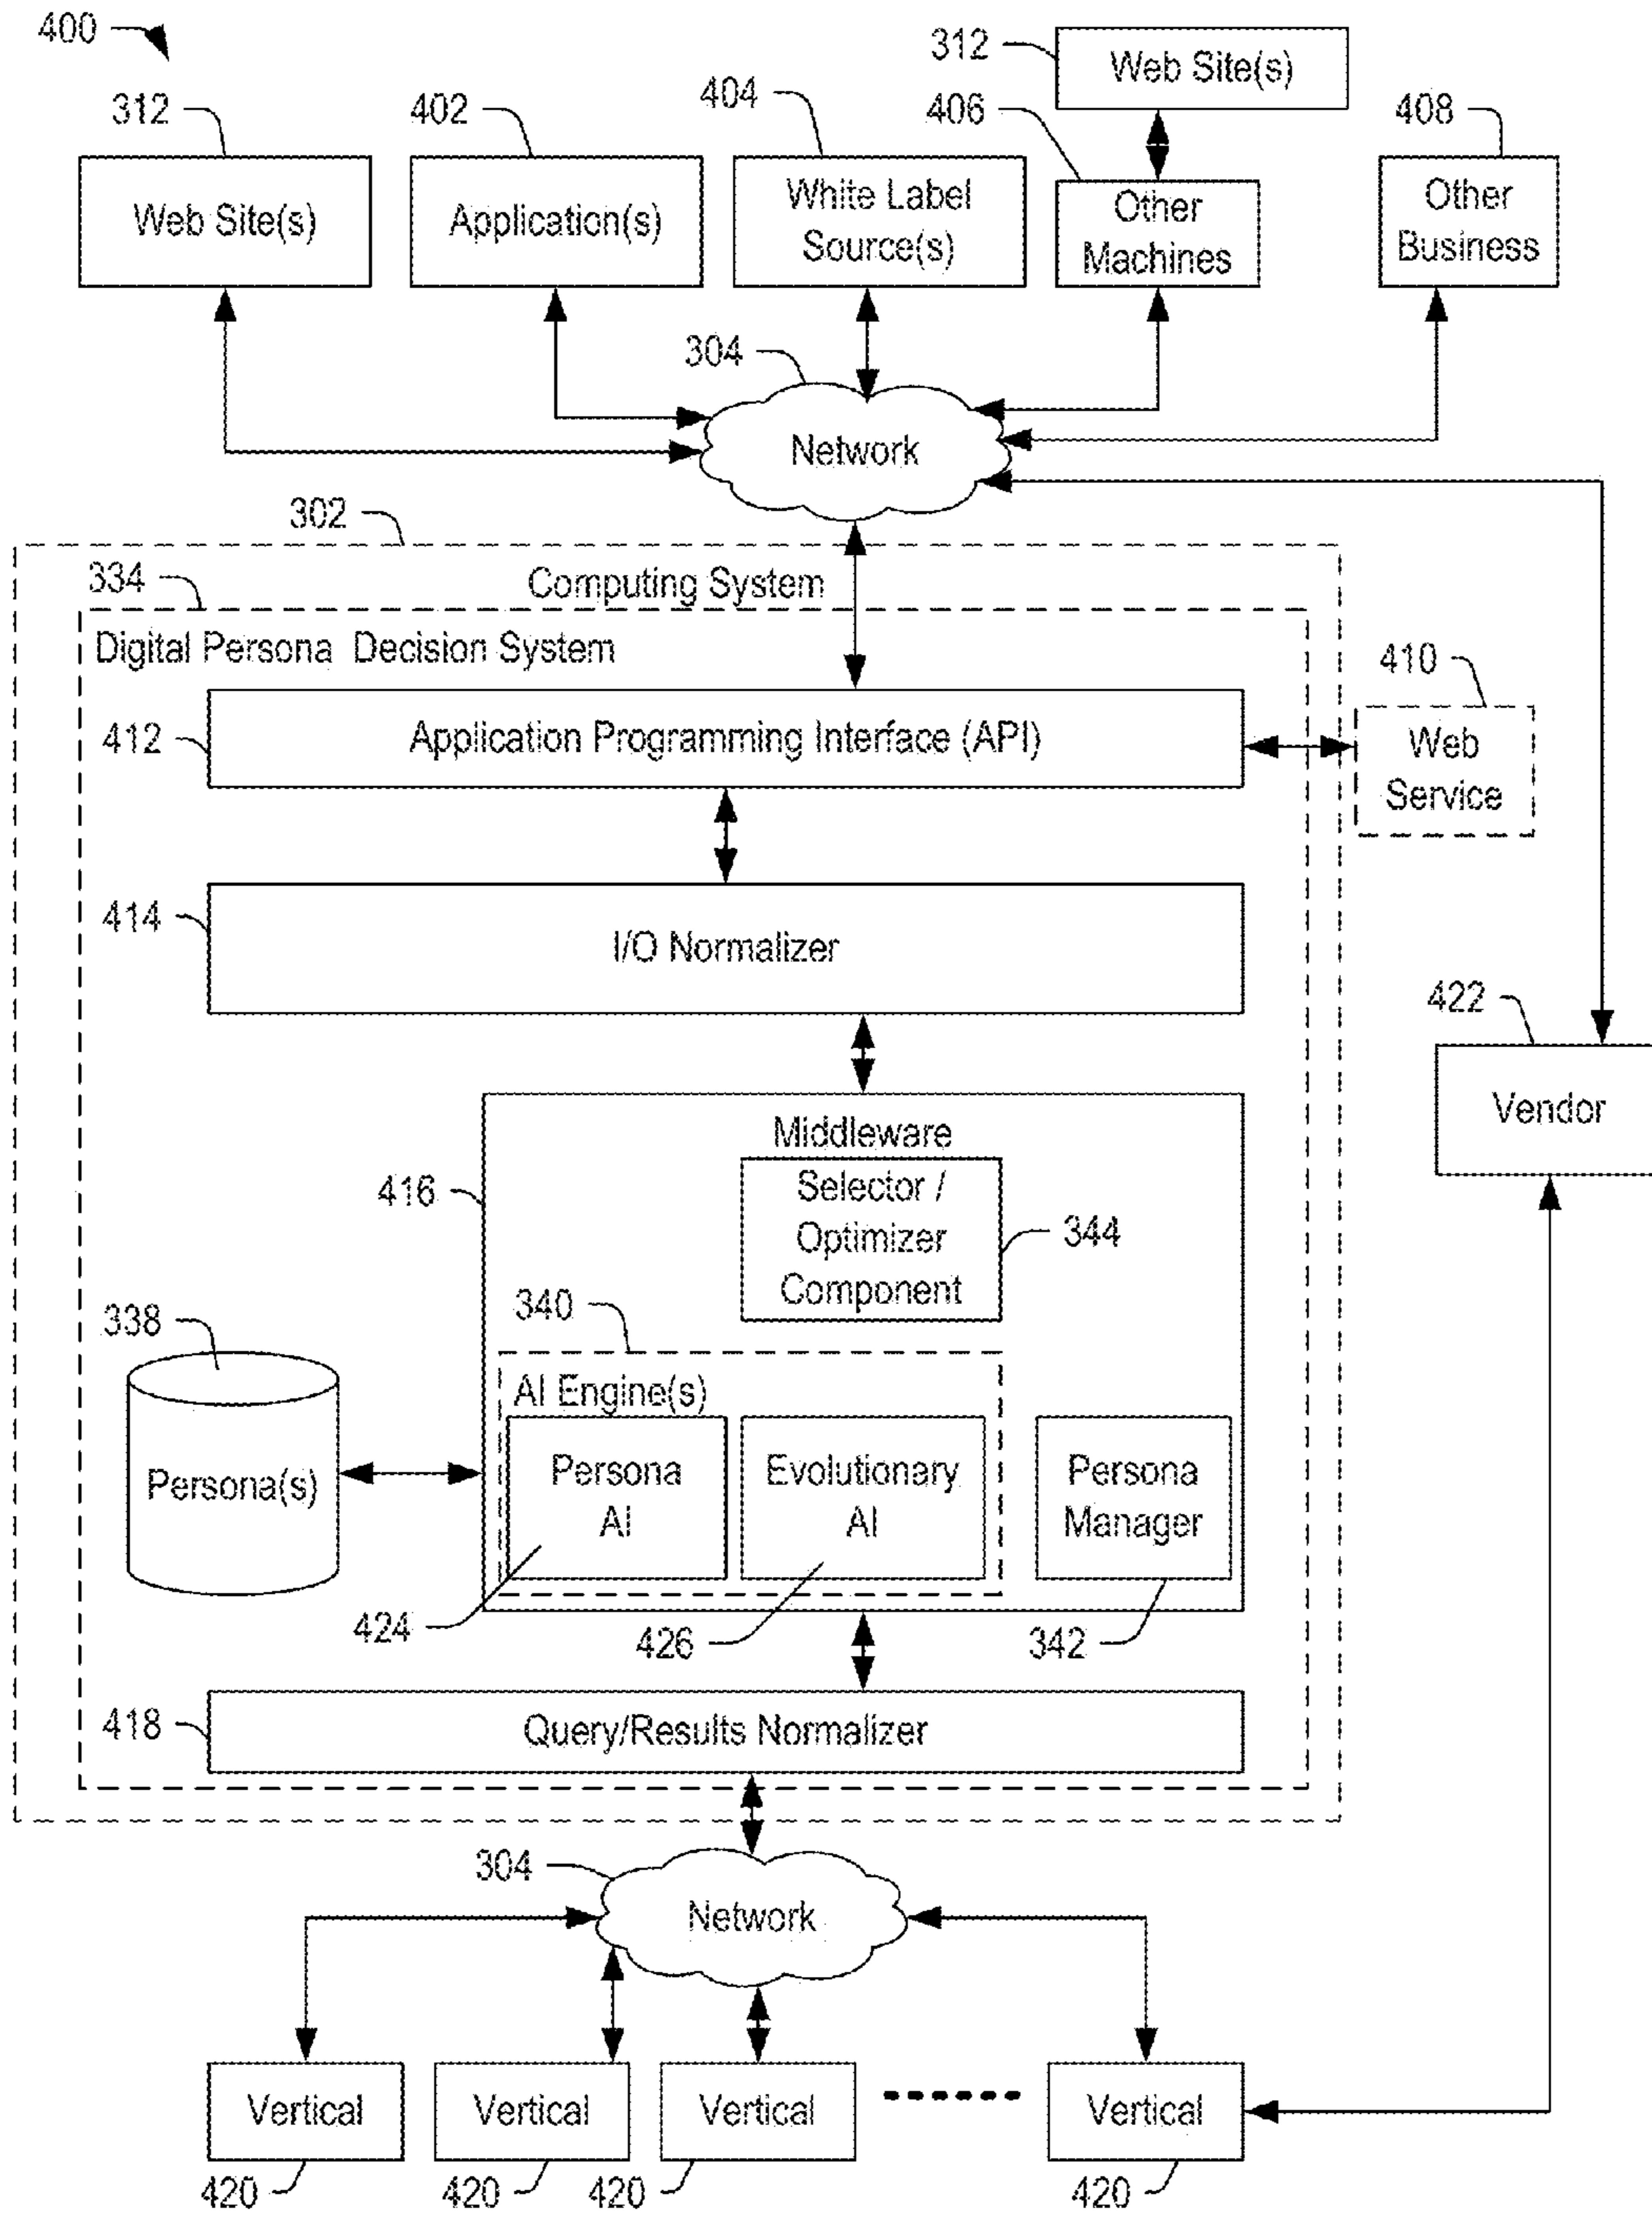 400
312
Web Site(s)
312
402
404
406
408
Web Site(s)
Application(s)
White Label
Source(s)
Other
Machines
Other
Business
304
Network
302
Computing System
334
Digital Persona Decision System
410
Web
Service
412
Application Programming Interface (API)
414
I/O Normalizer
422
Vendor
Middleware
416
Selector /
Optimizer
Component
344
340
338
AI Engine(s)
Persona(s)
Persona
AI
Evolutionary
AI
Persona
Manager
424
426
342
418
Query/Results Normalizer
304
Network
Vertical
Vertical
Vertical
Vertical
420
420
420
420